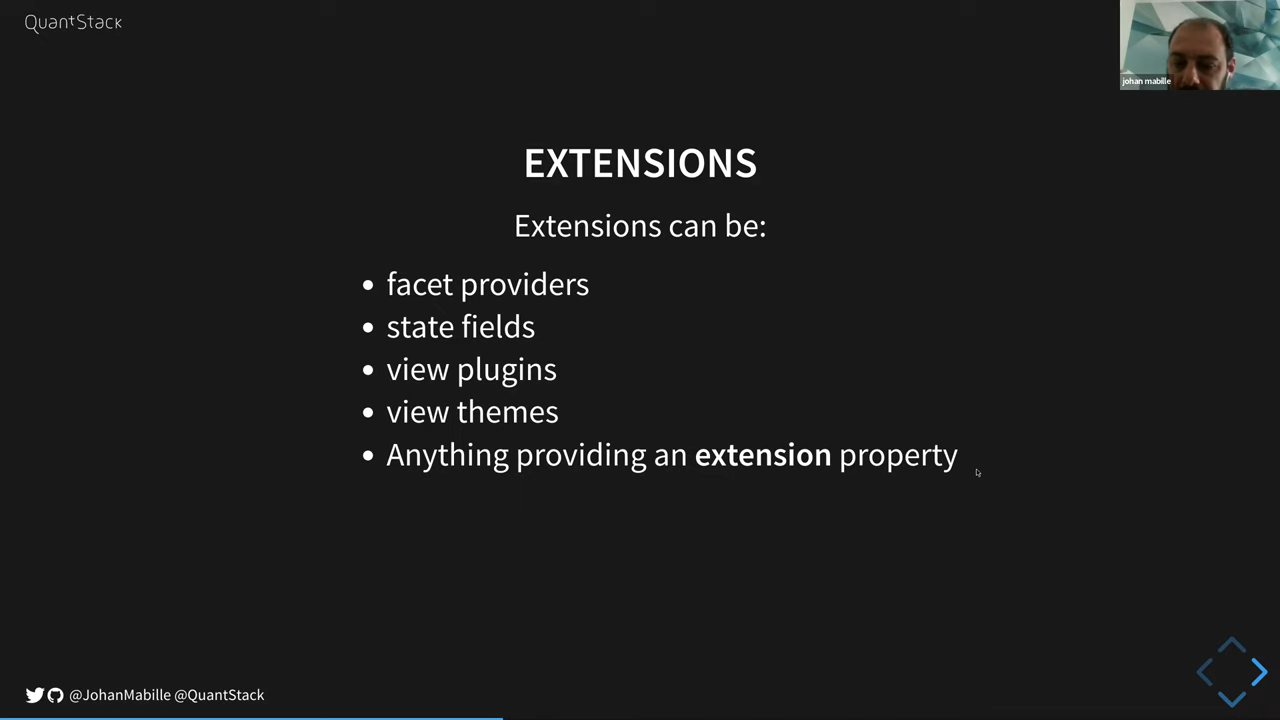 QuantStack
johan mabille
EXTENSIONS
Extensions can be:
• facet providers
• state fields
• view plugins
• view themes
• Anything providing an extension property
@JohanMabille @QuantStack